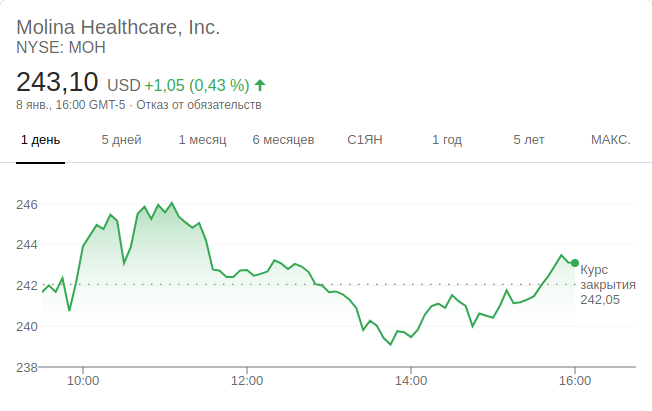 Molina Healthcare, Inc.
NYSE: MOH
243,10 USD +1,05 (0,43 %)
8 янв., 16:00 GMT-5 · Отказ от обязательств
1 день 5 дней 1 месяц 6 месяцев С1ЯН 1 год 5 лет МАКС.
246
244
242
240
238
Курс
закрытия
242,05
10:00 12:00 14:00 16:00